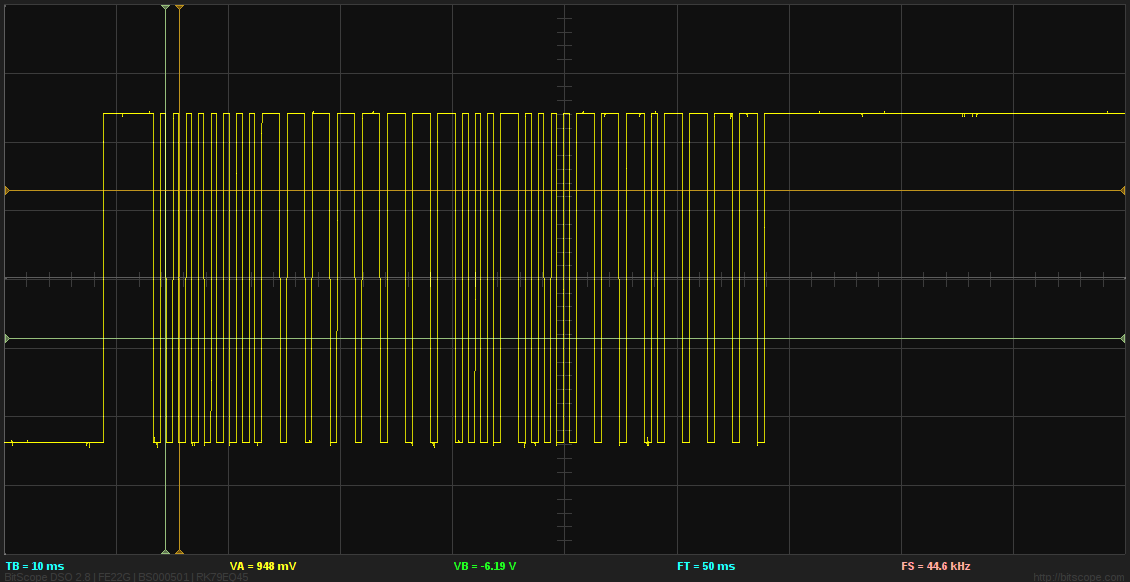 TB = 10 ms VA = 948 mV VB = -6.19 V FT = 50 ms FS = 44.6 kHz
BitScope DSO 2.8 | FE22G | BS000501 | PK79EQ45 http://bitscope.com